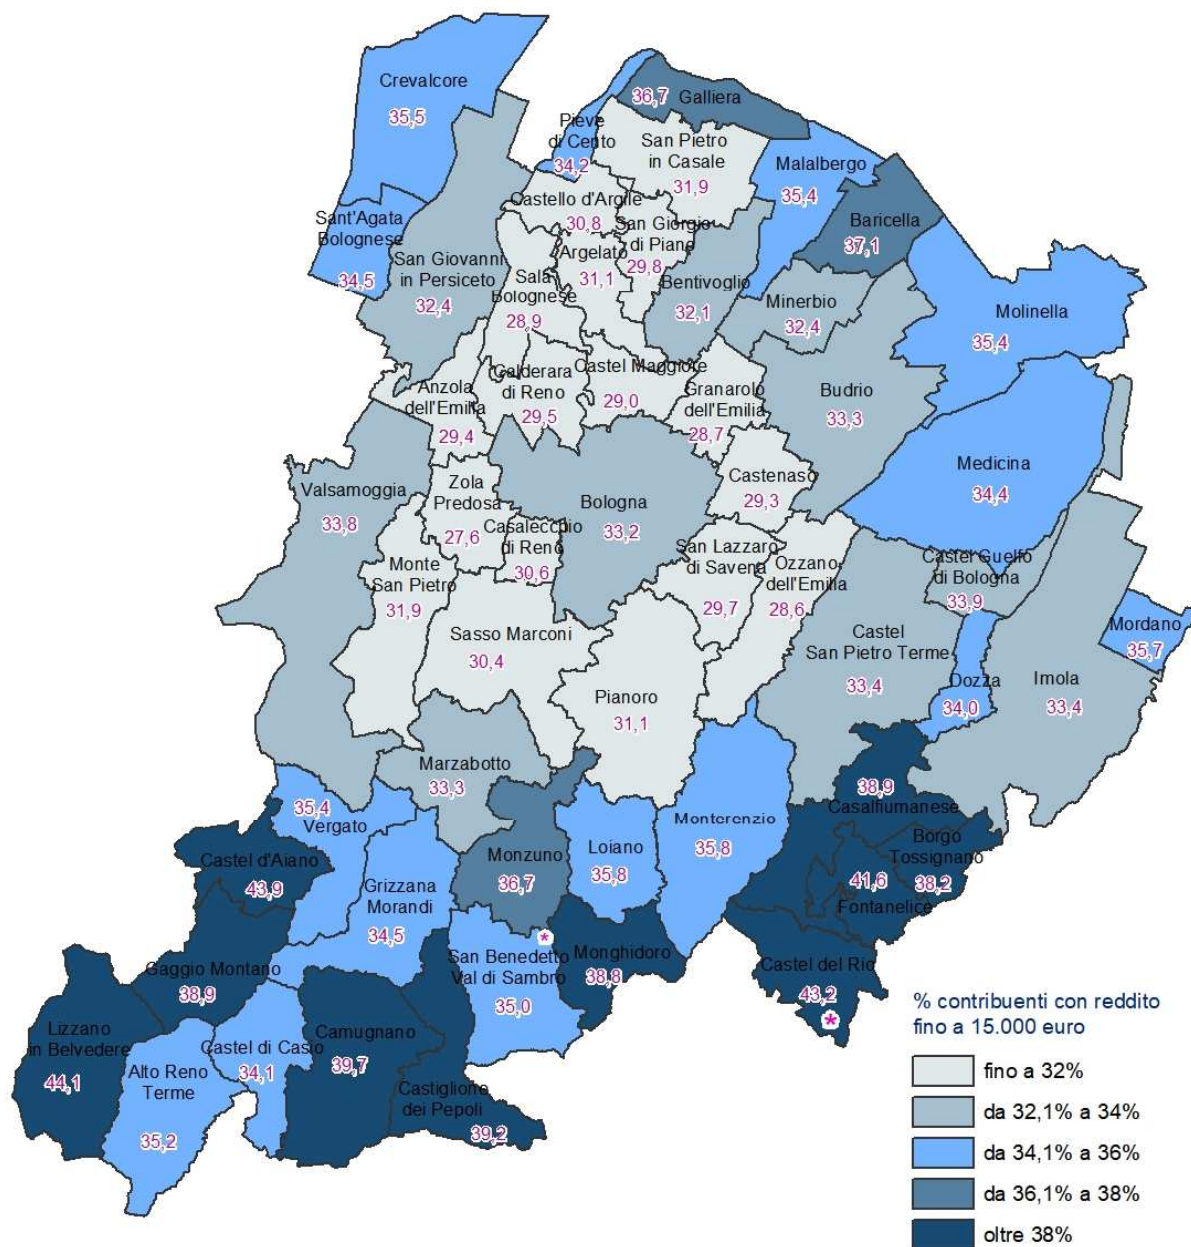 Crevalcore
35,5
36,7
Galliera
Pieve
di Cento
34,2
San Pietro
in Casale
31,9
Malalbergo
35,4
Baricella
37,1
Sant'Agata
Bolognese
34,5
San Giovanni
in Persiceto
32,4
Castello d'Argile
30,8
San Giorgio
di Piano
29,8
Argelato
31,1
Sala
Bolognese
28,9
Bentivoglio
32,1
Minerbio
32,4
Molinella
35,4
Anzola
dell'Emilia
29,4
Calderara
di Reno
29,5
Castel Maggiore
29,0
Granarolo
dell'Emilia
28,7
Budrio
33,3
Medicina
34,4
Valsamoggia
33,8
Zola
Predosa
27,6
Casalecchio
di Reno
30,6
Bologna
33,2
Castenaso
29,3
San Lazzaro
di Savena
29,7
Ozzano
dell'Emilia
28,6
Castel Guelfo
di Bologna
33,9
Monte
San Pietro
31,9
Sasso Marconi
30,4
Castel
San Pietro Terme
33,4
Mordano
35,7
Dozza
34,0
Imola
33,4
Pianoro
31,1
Marzabotto
33,3
38,9
Casalfiumanese
35,4
Vergato
Castel d'Aiano
43,9
Monzuno
36,7
Loiano
35,8
Monterenzio
35,8
Borgo
Tossignano
38,2
41,6
Fontanelice
Grizzana
Morandi
34,5
Gaggio Montano
38,9
*
San Benedetto
Val di Sambro
35,0
Monghidoro
38,8
Castel del Rio
43,2
*
Lizzano
in Belvedere
44,1
Alto Reno
Terme
35,2
Castel di Casio
34,1
Camugnano
39,7
Castiglione
dei Pepoli
39,2
% contribuenti con reddito
fino a 15.000 euro
fino a 32%
da 32,1% a 34%
da 34,1% a 36%
da 36,1% a 38%
oltre 38%